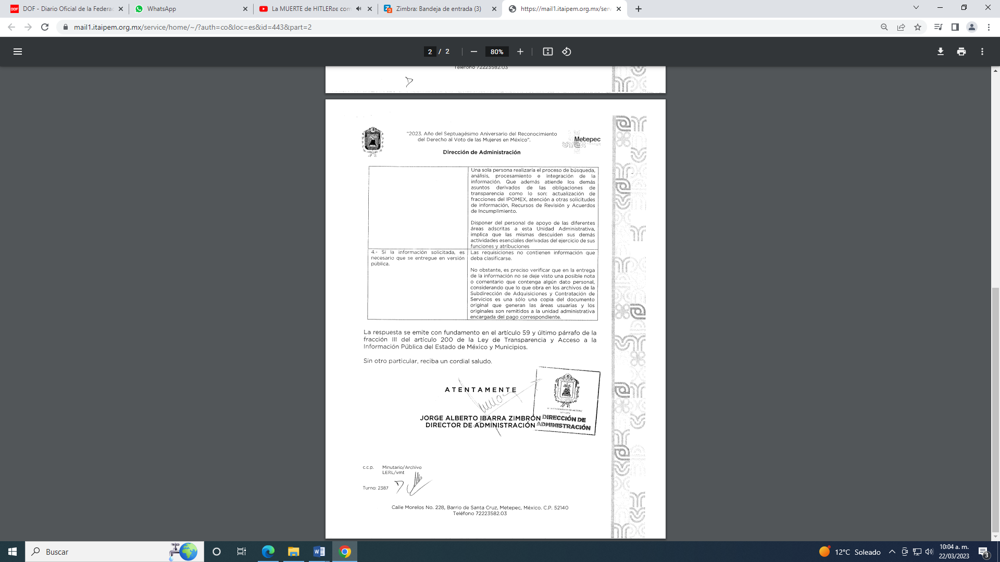 DOF - Diario Oficial de la Federac
WhatsApp
La MUERTE de HITLER DE com
Zimbra: Bandeja de entrada (3)
https://mail1.itaipem.org.mx/serv
mail1.itaipem.org.mx/service/home/~/?auth=co&loc=es&id=443&part=2
2 / 2
80%
Teléfono 72223582.03
"2023. Año del Septuagésimo Aniversario del Reconocimiento
del Derecho al Voto de las Mujeres en México".
Metepec
Dirección de Administración
Una sola persona realizaría el proceso de búsqueda,
análisis, procesamiento e integración de la
información. Que además atiende los demás
asuntos derivados de las obligaciones de
transparencia como lo son: actualización de
fracciones del IPOMEX, atención a otras solicitudes
de información, Recursos de Revisión y Acuerdos
de Incumplimiento.
Disponer del personal de apoyo de las diferentes
áreas adscritas a esta Unidad Administrativa,
implica que las mismas descuiden sus demás
actividades esenciales derivadas del ejercicio de sus
funciones y atribuciones
4.- Sí la información solicitada, es
necesario que se entregue en versión
pública.
Las requisiciones no contienen información que
deba clasificarse.
No obstante, es preciso verificar que en la entrega
de la información no se deje visto una posible nota
o comentario que contenga algún dato personal,
considerando que lo que obra en los archivos de la
Subdirección de Adquisiciones y Contratación de
Servicios es una sólo una copia del documento
original que generan las áreas usuarias y los
originales son remitidos a la unidad administrativa
encargada del pago correspondiente.
La respuesta se emite con fundamento en el artículo 59 y último párrafo de la
fracción III del artículo 200 de la Ley de Transparencia y Acceso a la
Información Pública del Estado de México y Municipios.
Sin otro particular, reciba un cordial saludo.
ATENTAMENTE
JORGE ALBERTO IBARRA ZIMBRÓN
DIRECTOR DE ADMINISTRACIÓN
DIRECCIÓN DE
ADMINISTRACIÓN
c.c.p. Minutario/Archivo
LERL/vmt
Turno: 2387
Calle Morelos No. 228, Barrio de Santa Cruz, Metepec, México. C.P. 52140
Teléfono 72223582.03
Buscar
12°C Soleado
10:04 a. m.
22/03/2023
3